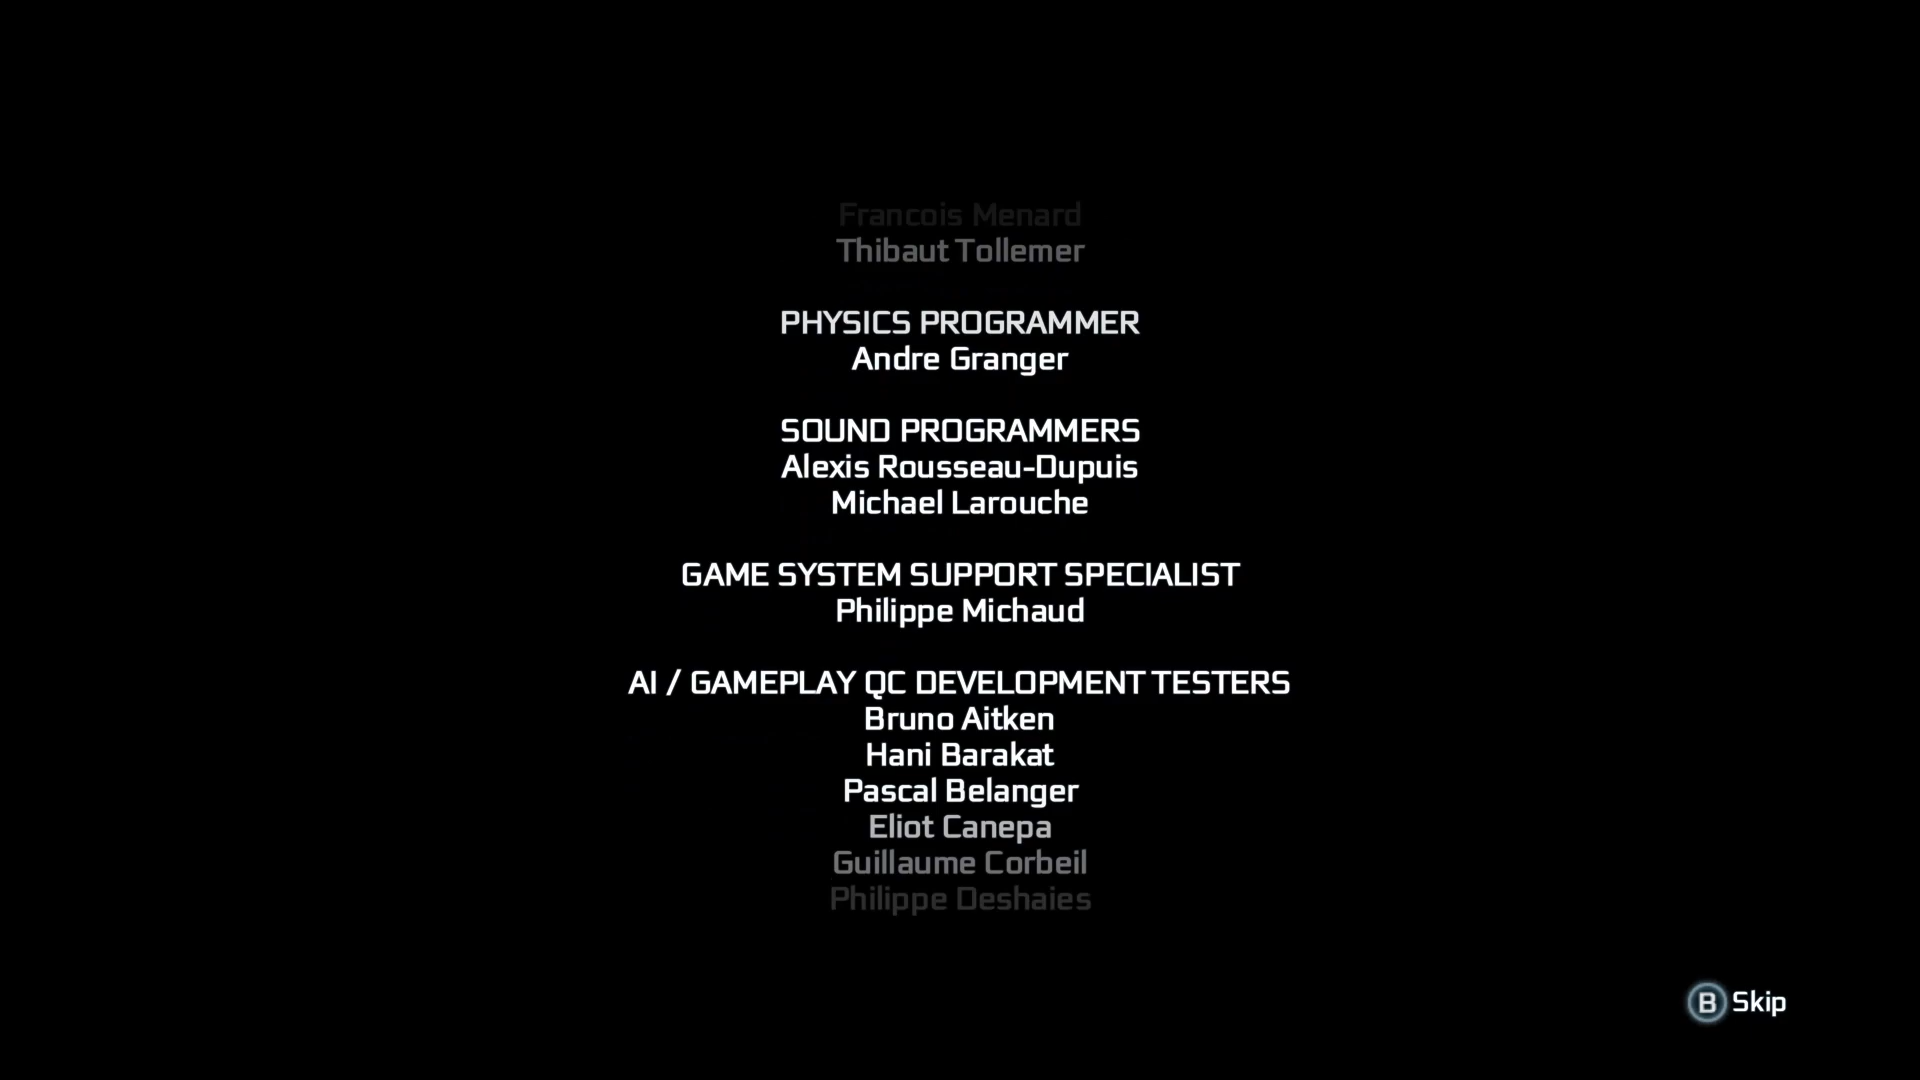 Francois Menard
Thibaut Tollemer
PHYSICS PROGRAMMER
Andre Granger
SOUND PROGRAMMERS
Alexis Rousseau-Dupuis
Michael Larouche
GAME SYSTEM SUPPORT SPECIALIST
Philippe Michaud
AI / GAMEPLAY QC DEVELOPMENT TESTERS
Bruno Aitken
Hani Barakat
Pascal Belanger
Eliot Canepa
Guillaume Corbeil
Philippe Deshaies
B Skip